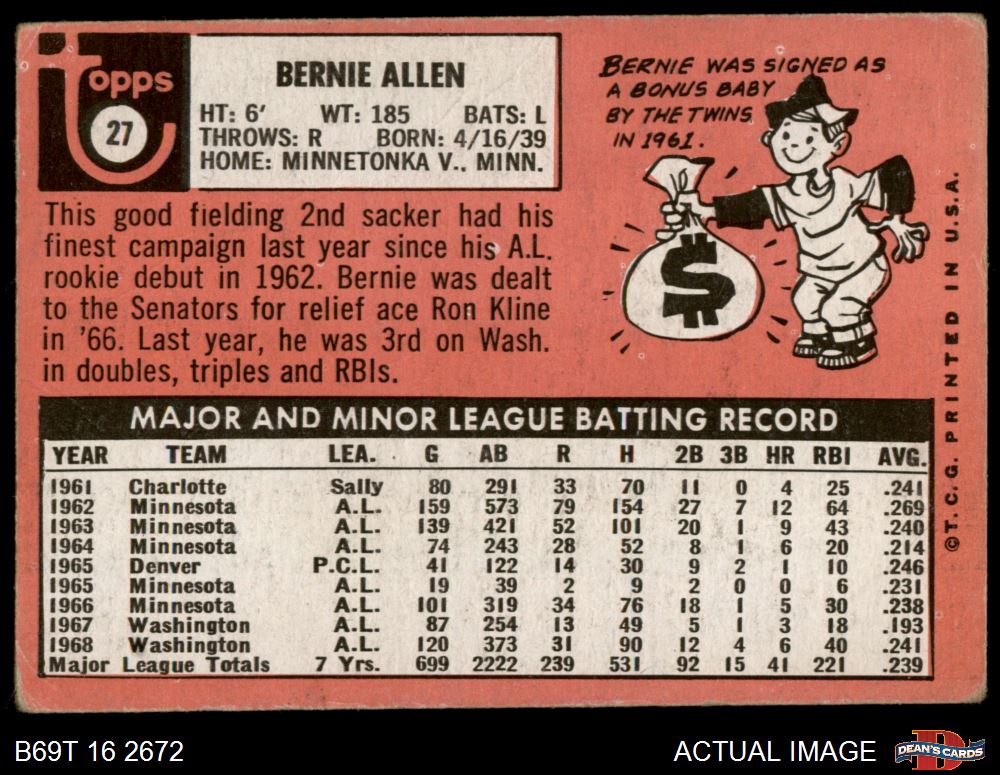 Topps
27
BERNIE ALLEN
HT: 6' WT: 185 BATS: L
THROWS: R BORN: 4/16/39
HOME: MINNETONKA V., MINN.
BERNIE WAS SIGNED AS
A BONUS BABY
BY THE TWINS
IN 1961.
$
This good fielding 2nd sacker had his
finest campaign last year since his A.L.
rookie debut in 1962. Bernie was dealt
to the Senators for relief ace Ron Kline
in '66. Last year, he was 3rd on Wash.
in doubles, triples and RBIs.
MAJOR AND MINOR LEAGUE BATTING RECORD
YEAR TEAM LEA. G AB R H 2B 3B HR RBI AVG.
1961 Charlotte Sally 80 291 33 70 11 0 4 25 .241
1962 Minnesota A.L. 159 573 79 154 27 7 12 64 .269
1963 Minnesota A.L. 139 421 52 101 20 1 9 43 .240
1964 Minnesota A.L. 74 243 28 52 8 1 6 20 .214
1965 Denver P.C.L. 41 122 14 30 9 2 1 10 .246
1965 Minnesota A.L. 19 39 2 9 2 0 0 6 .231
1966 Minnesota A.L. 101 319 34 76 18 1 5 30 .238
1967 Washington A.L. 87 254 13 49 5 1 3 18 .193
1968 Washington A.L. 120 373 31 90 12 4 6 40 .241
Major League Totals 7 Yrs. 699 2222 239 531 92 15 41 221 .239
©T.C.G. PRINTED IN U.S.A.
B69T 16 2672
ACTUAL IMAGE
D
DEAN'S CARDS